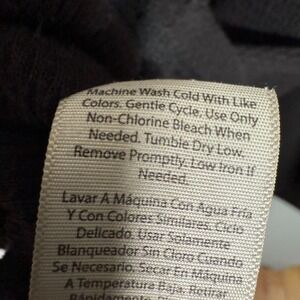 Machine Wash Cold With Like
Colors. Gentle Cycle. Use Only
Non-Chlorine Bleach When
Needed. Tumble Dry Low.
Remove Promptly. Low Iron If
Needed.
Lavar A Máquina Con Agua Fría
Y Con Colores Similares. Ciclo
Delicado. Usar Solamente
Blanqueador Sin Cloro Cuando
Se Necesario. Secar En Máquina
A Temperatura Baja. Retirar
Rápidamente.